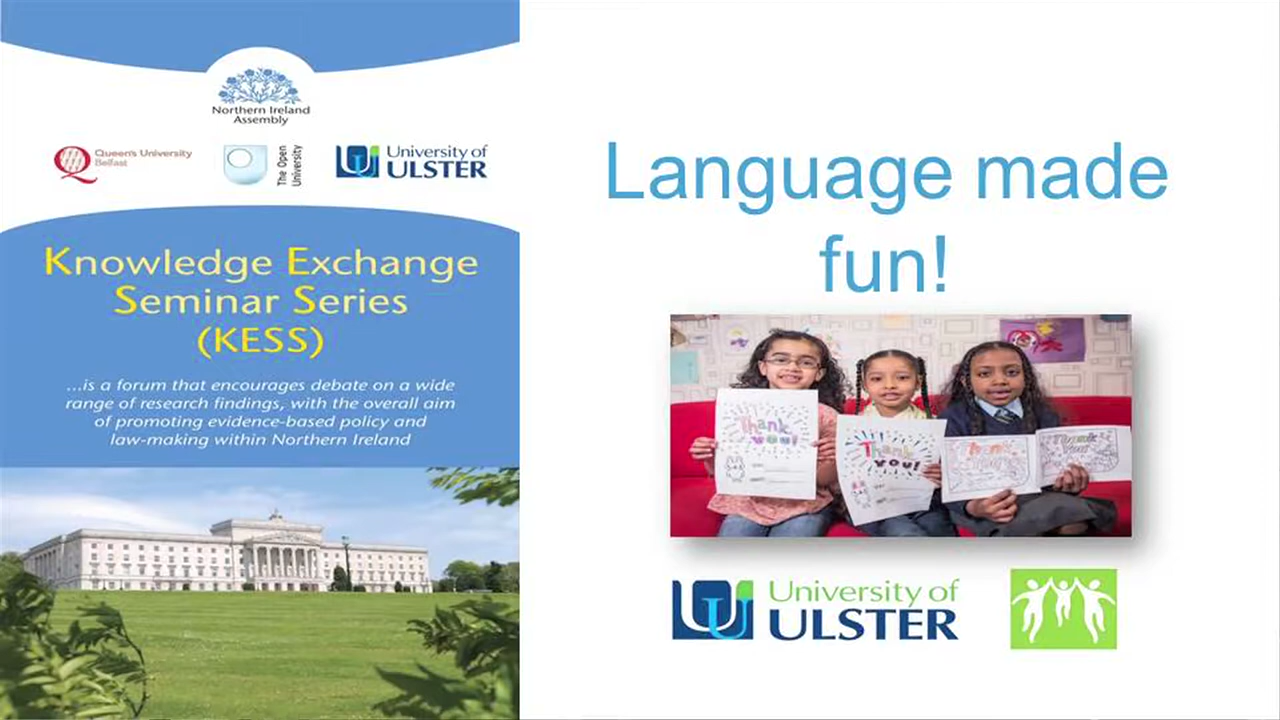 Northern Ireland
Assembly
Queen's University
Belfast
The Open
University
University of
ULSTER
Knowledge Exchange
Seminar Series
(KESS)
...is a forum that encourages debate on a wide
range of research findings, with the overall aim
of promoting evidence-based policy and
law-making within Northern Ireland
Language made
fun!
Thank
you!
Thank
you!
Thank
you!
University of
ULSTER